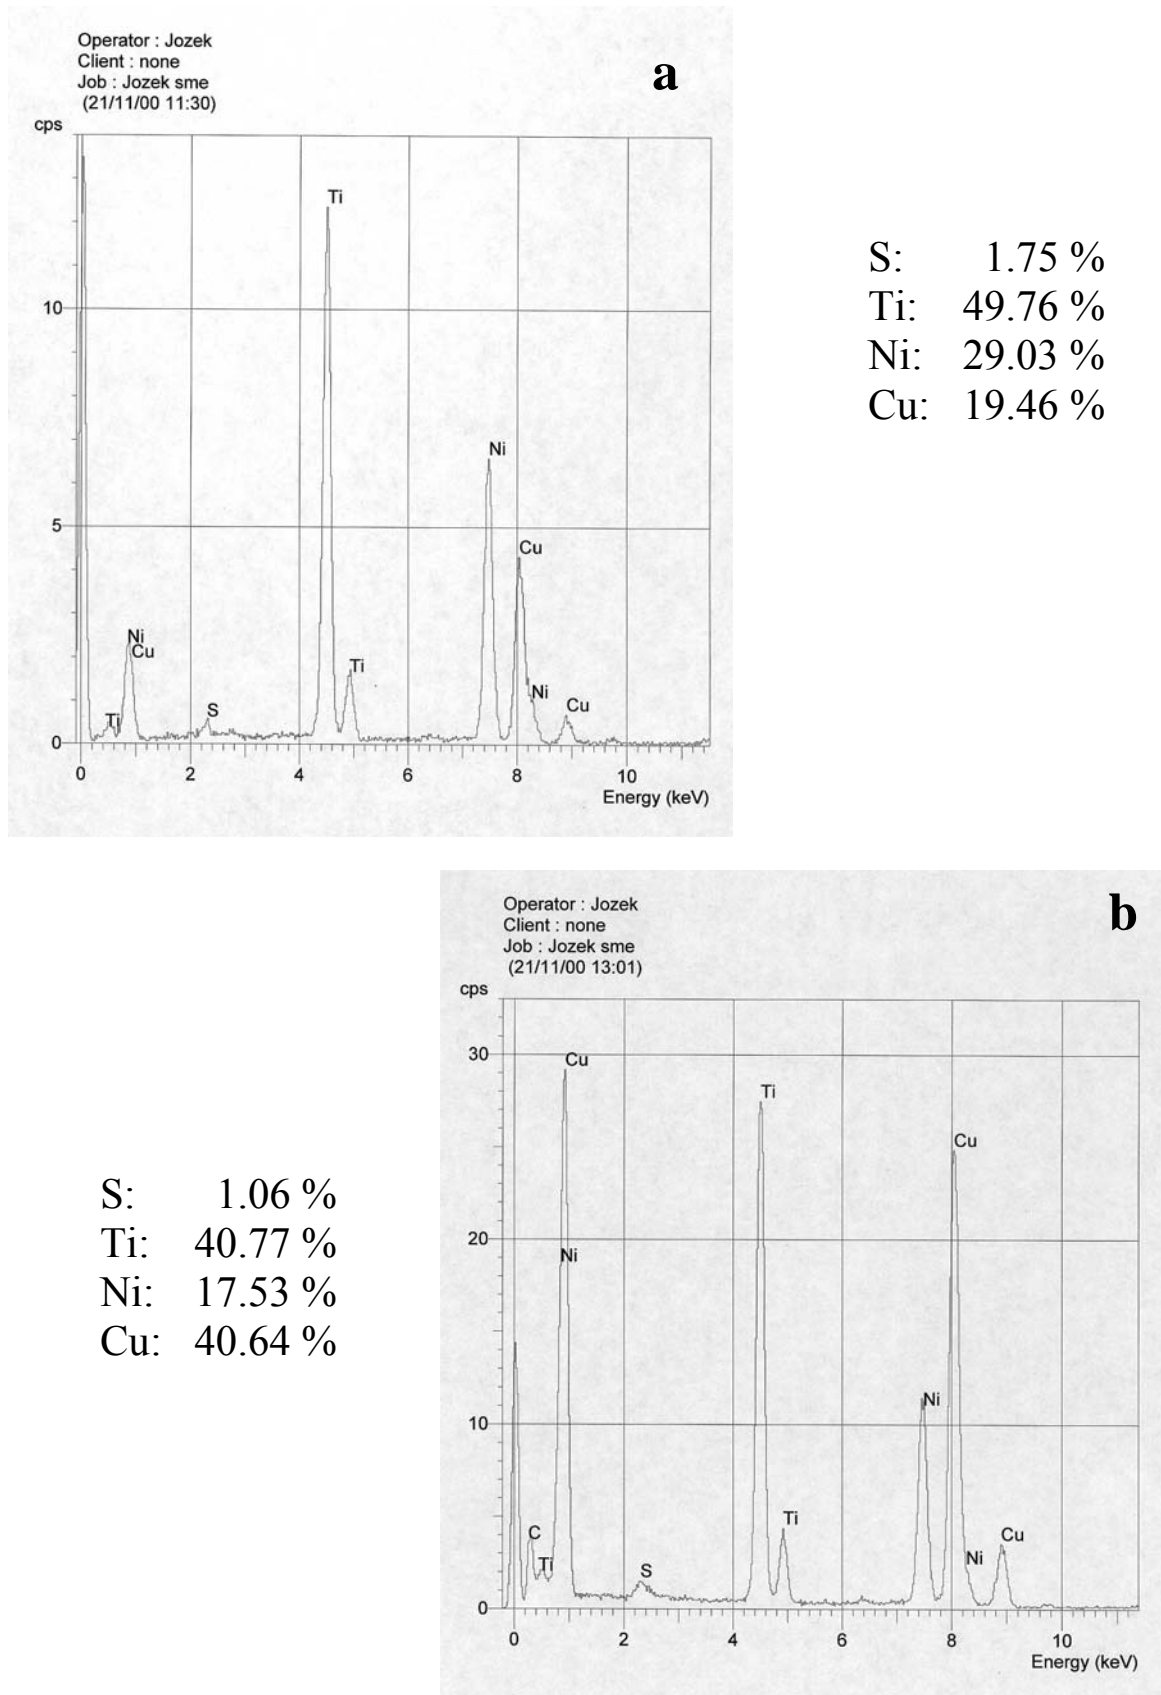 Operator : Jozek
Client : none
Job : Jozek sme
(21/11/00 11:30)
a
cps
Ti
10
Ni
5
Cu
Ni
Cu
Ti
Ni
Cu
S
Ti
0
0 2 4 6 8 10
Energy (keV)
S: 1.75 %
Ti: 49.76 %
Ni: 29.03 %
Cu: 19.46 %
Operator : Jozek
Client : none
Job : Jozek sme
(21/11/00 13:01)
b
cps
30
Cu
Ti
Cu
20
Ni
10
Ni
C
Ti
S
Ti
Ni
Cu
0
0 2 4 6 8 10
Energy (keV)
S: 1.06 %
Ti: 40.77 %
Ni: 17.53 %
Cu: 40.64 %